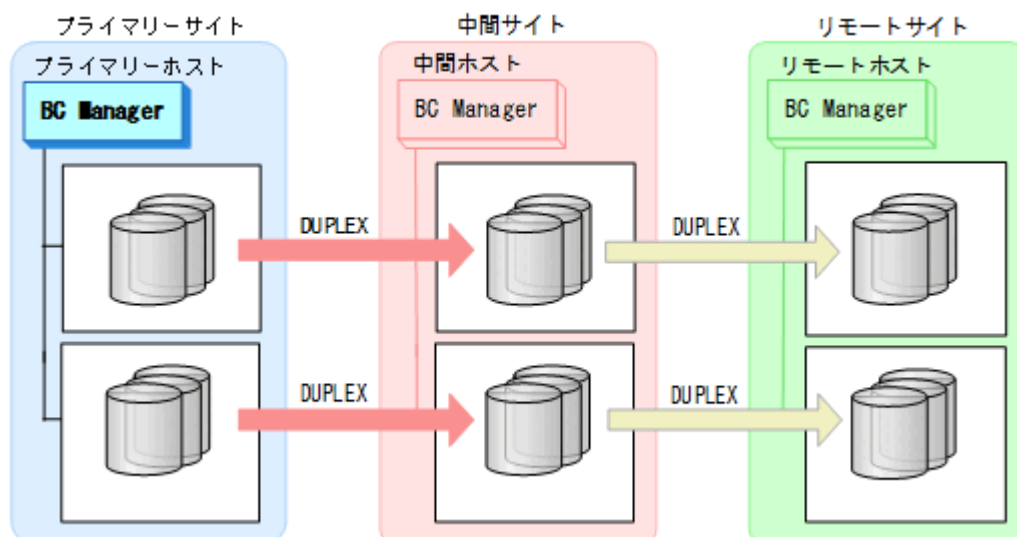 プライマリーサイト
中間サイト
リモートサイト
プライマリーホスト
中間ホスト
リモートホスト
BC Manager
BC Manager
BC Manager
DUPLEX
DUPLEX
DUPLEX
DUPLEX